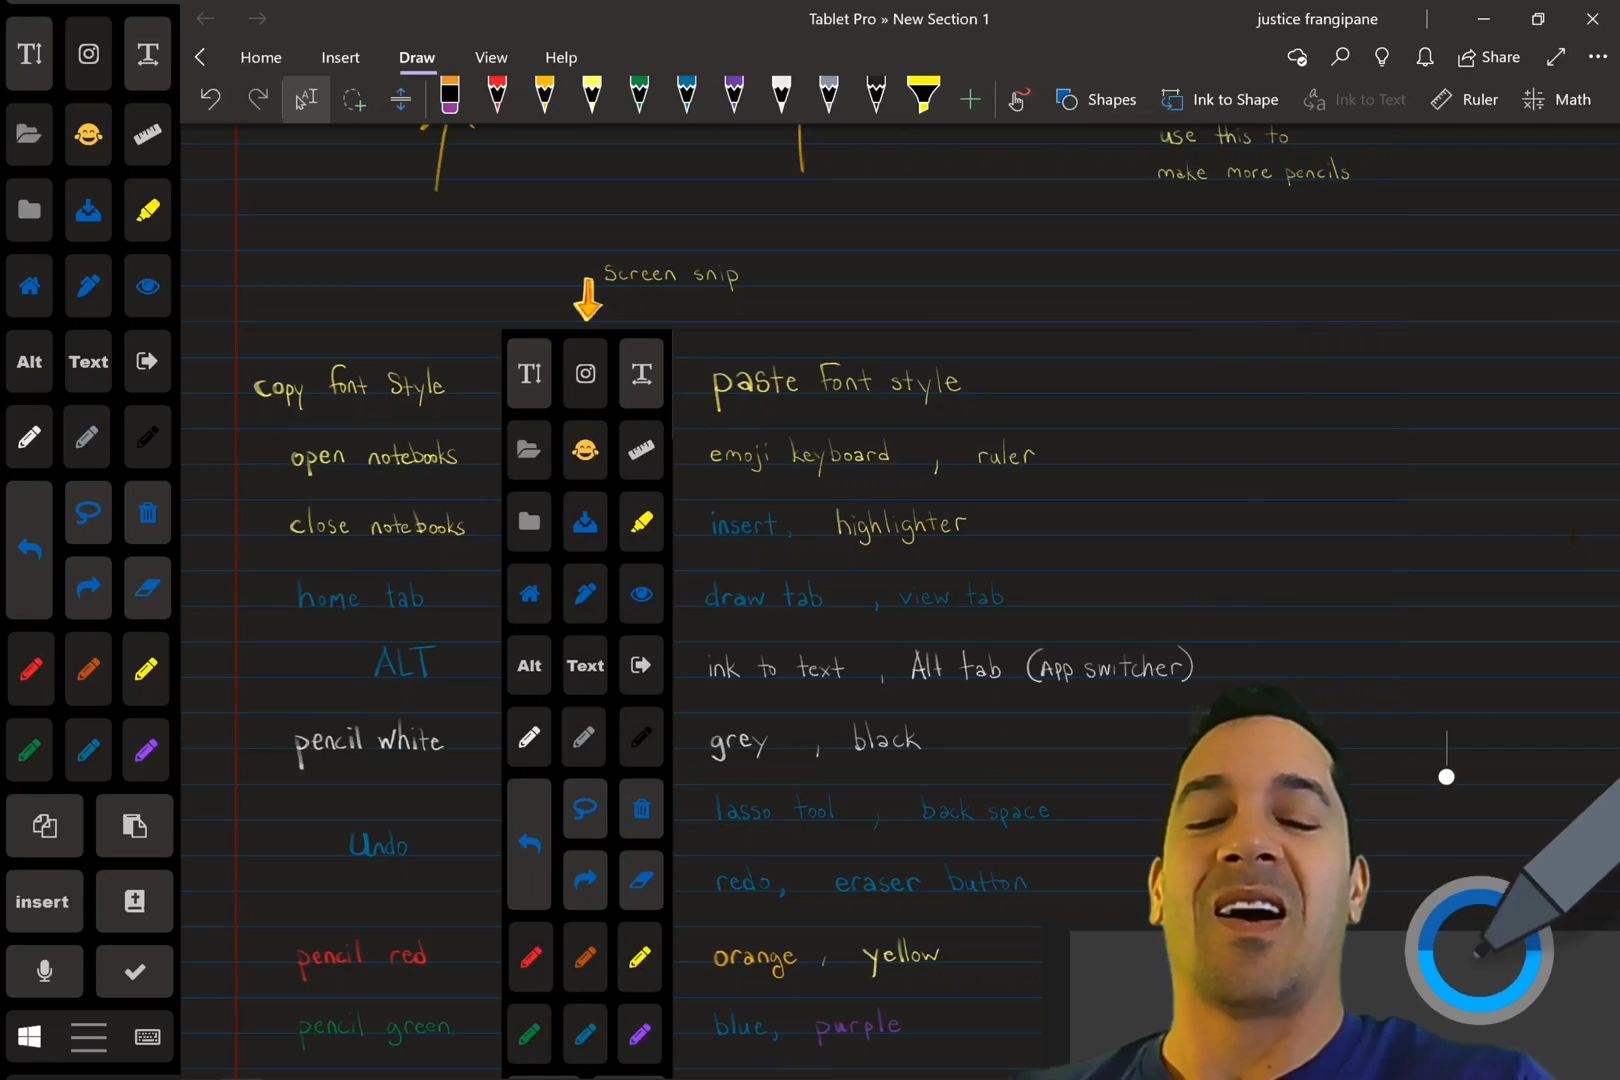 Tablet Pro » New Section 1
justice frangipane
Home Insert Draw View Help
Share
Shapes Ink to Shape Ink to Text Ruler Math
use this to
make more pencils
Screen snip
copy font Style
paste font style
open notebooks
emoji keyboard , ruler
close notebooks
insert, highlighter
home tab
draw tab , view tab
Alt Text
ALT
Alt Text
ink to text , Alt tab (App switcher)
pencil white
grey , black
lasso tool , back space
Undo
redo, eraser button
insert
pencil red
orange , yellow
pencil green
blue, purple